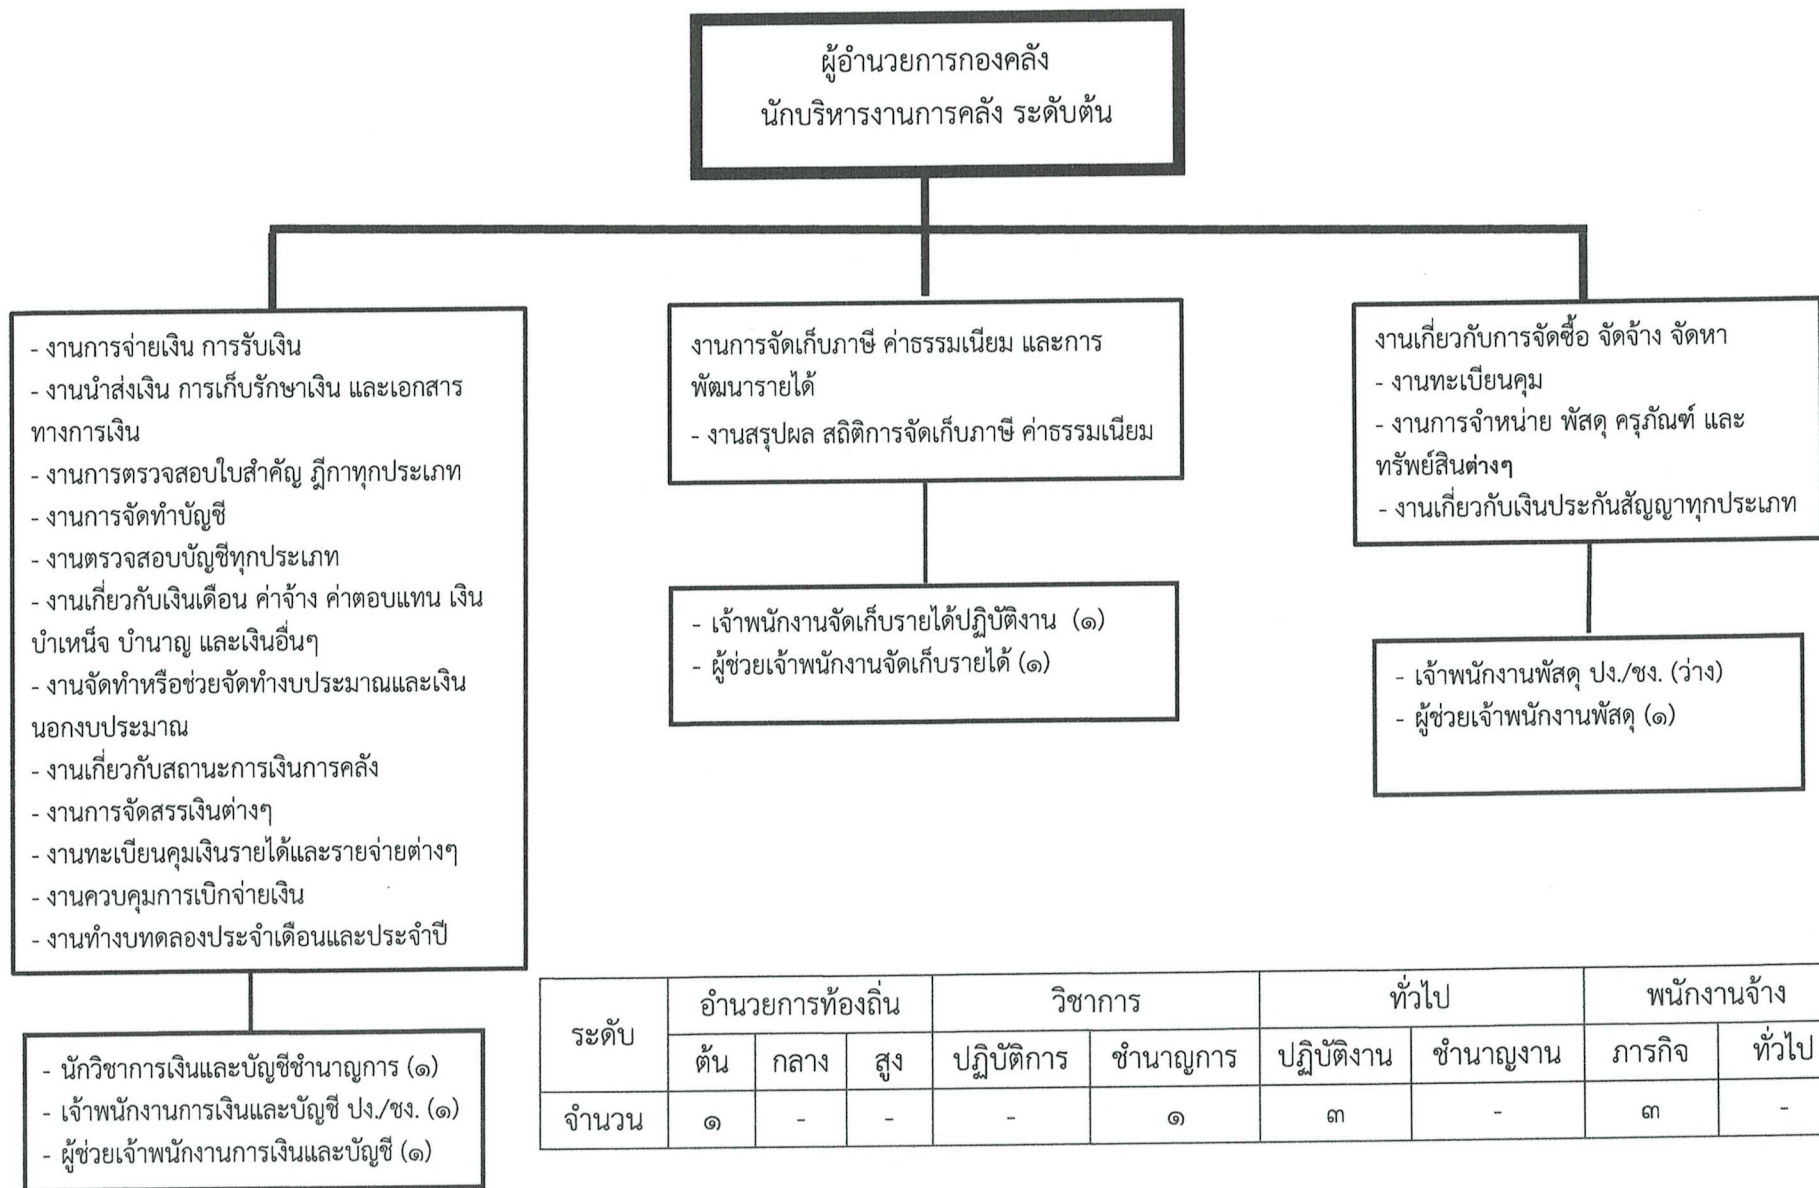 ผู้อำนวยการกองคลัง
นักบริหารงานการคลัง ระดับต้น
- งานการจ่ายเงิน การรับเงิน
- งานนำส่งเงิน การเก็บรักษาเงิน และเอกสาร
ทางการเงิน
- งานการตรวจสอบใบสำคัญ ฎีกาทุกประเภท
- งานการจัดทำบัญชี
- งานตรวจสอบบัญชีทุกประเภท
- งานเกี่ยวกับเงินเดือน ค่าจ้าง ค่าตอบแทน เงิน
บำเหน็จ บำนาญ และเงินอื่นๆ
- งานจัดทำหรือช่วยจัดทำงบประมาณและเงิน
นอกงบประมาณ
- งานเกี่ยวกับสถานะการเงินการคลัง
- งานการจัดสรรเงินต่างๆ
- งานทะเบียนคุมเงินรายได้และรายจ่ายต่างๆ
- งานควบคุมการเบิกจ่ายเงิน
- งานทำงบทดลองประจำเดือนและประจำปี
- นักวิชาการเงินและบัญชีชำนาญการ (๑)
- เจ้าพนักงานการเงินและบัญชี ปง./ชง. (๑)
- ผู้ช่วยเจ้าพนักงานการเงินและบัญชี (๑)
งานการจัดเก็บภาษี ค่าธรรมเนียม และการ
พัฒนารายได้
- งานสรุปผล สถิติการจัดเก็บภาษี ค่าธรรมเนียม
- เจ้าพนักงานจัดเก็บรายได้ปฏิบัติงาน (๑)
- ผู้ช่วยเจ้าพนักงานจัดเก็บรายได้ (๑)
งานเกี่ยวกับการจัดซื้อ จัดจ้าง จัดหา
- งานทะเบียนคุม
- งานการจำหน่าย พัสดุ ครุภัณฑ์ และ
ทรัพย์สินต่างๆ
- งานเกี่ยวกับเงินประกันสัญญาทุกประเภท
- เจ้าพนักงานพัสดุ ปง./ชง. (ว่าง)
- ผู้ช่วยเจ้าพนักงานพัสดุ (๑)
ระดับ อำนวยการท้องถิ่น วิชาการ ทั่วไป พนักงานจ้าง
ต้น กลาง สูง ปฏิบัติการ ชำนาญการ ปฏิบัติงาน ชำนาญงาน ภารกิจ ทั่วไป
จำนวน ๑ - - - ๑ ๓ - ๓ -